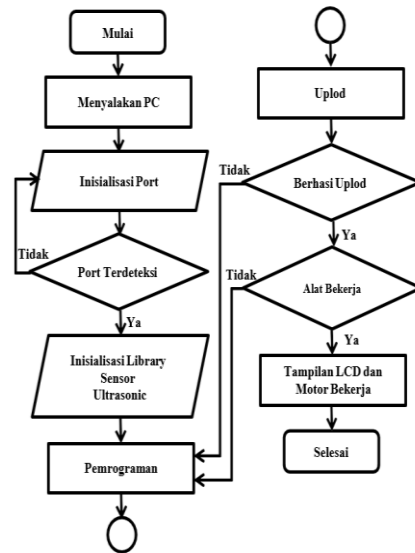 Mulai
Menyalakan PC
Inisialisasi Port
Tidak
Port Terdeteksi
Ya
Inisialisasi Library
Sensor
Ultrasonic
Pemrograman
Uplod
Tidak
Berhasi Uplod
Ya
Tidak
Alat Bekerja
Ya
Tampilan LCD dan
Motor Bekerja
Selesai